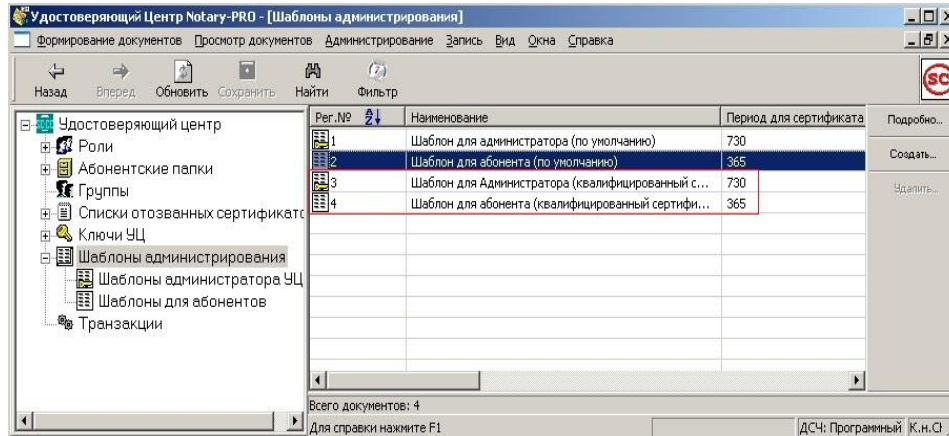 Удостоверяющий Центр Notary-PRO - [Шаблоны администрирования]
Формирование документов Просмотр документов Администрирование Запись Вид Окна Справка
Назад Вперед Обновить Сохранить Найти Фильтр
SC
Удостоверяющий центр
Роли
Абонентские папки
Группы
Списки отозванных сертификато
Ключи УЦ
Шаблоны администрирования
Шаблоны администратора УЦ
Шаблоны для абонентов
Транзакции
Рег.№ Наименование Период для сертификата
1 Шаблон для администратора (по умолчанию) 730
2 Шаблон для абонента (по умолчанию) 365
3 Шаблон для Администратора (квалифицированный с... 730
4 Шаблон для абонента (квалифицированный сертифи... 365
Подробно...
Создать...
Удалить...
Всего документов: 4
Для справки нажмите F1 ДСЧ: Программный К.н.СГ